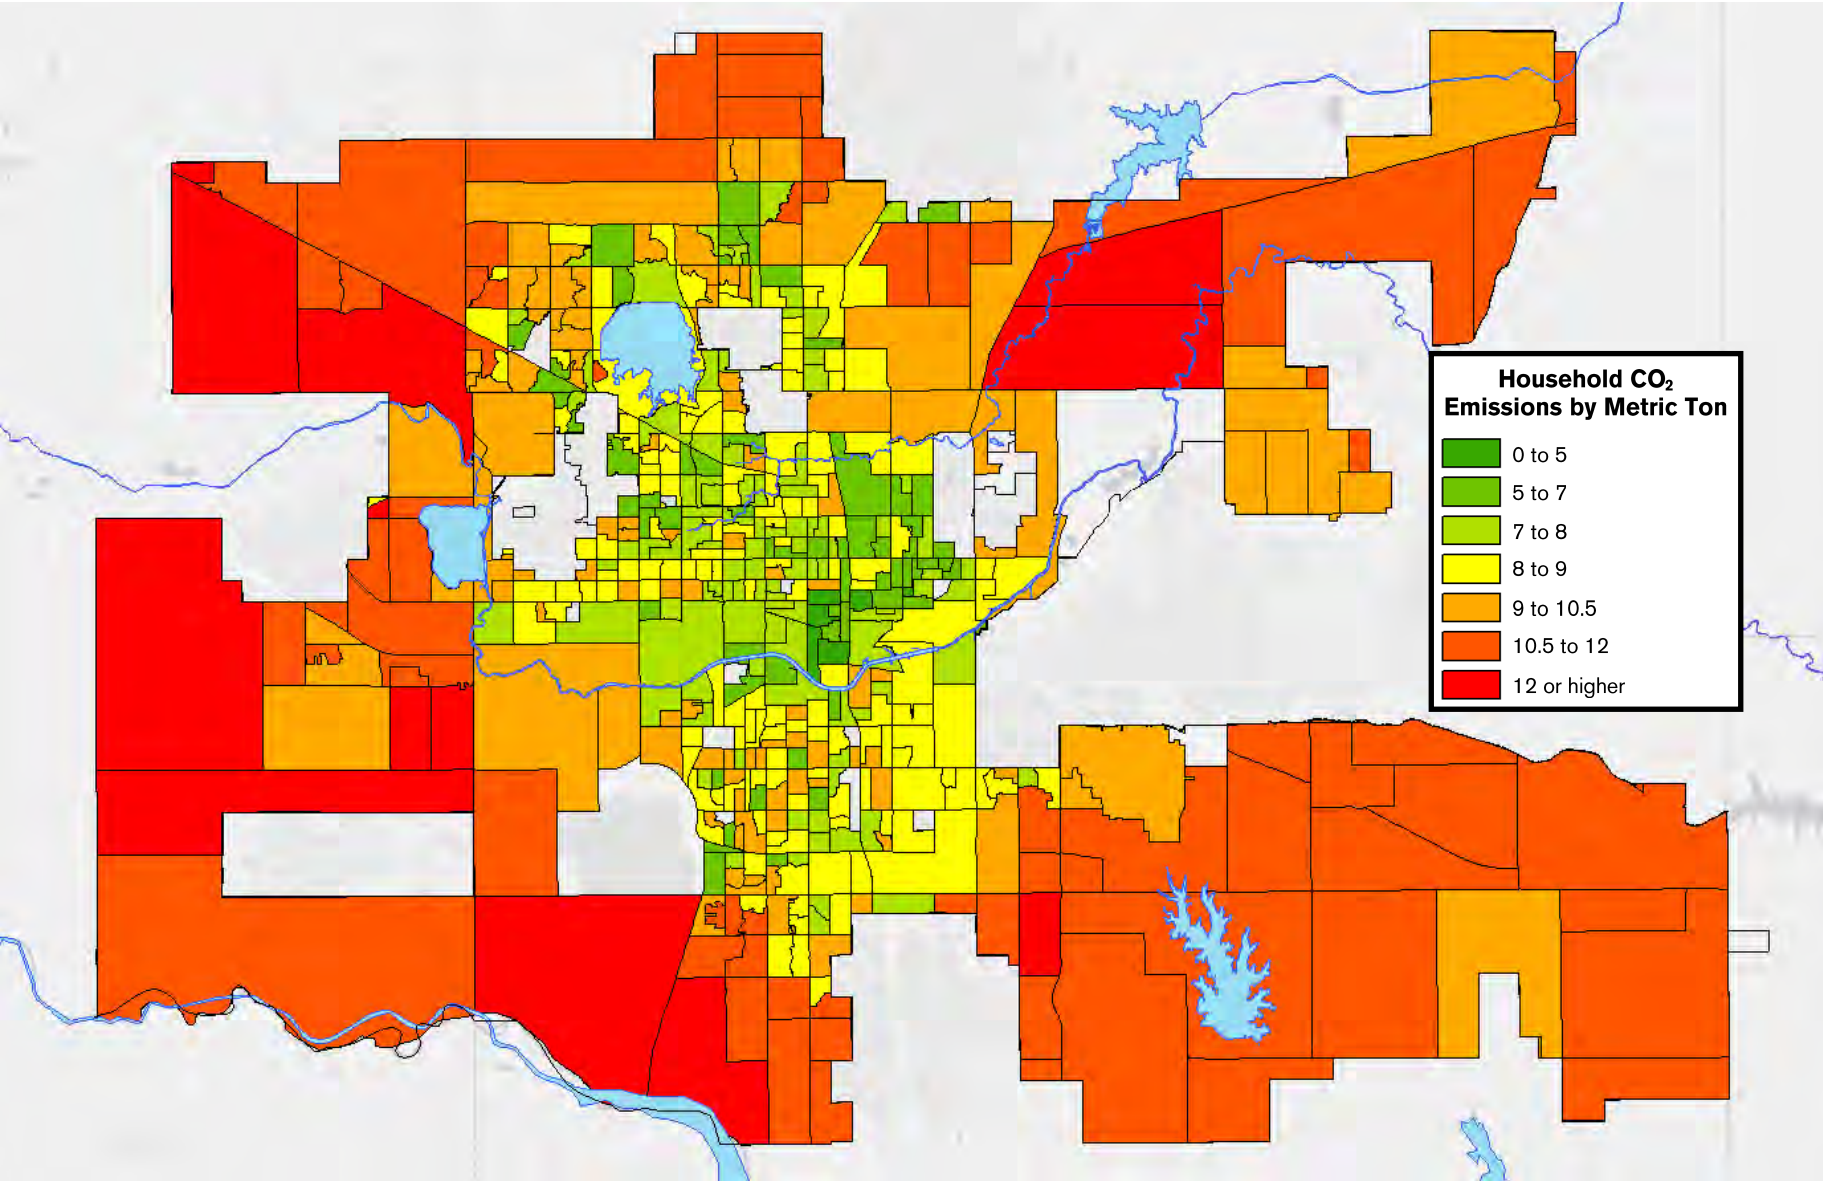 Household CO₂
Emissions by Metric Ton
0 to 5
5 to 7
7 to 8
8 to 9
9 to 10.5
10.5 to 12
12 or higher